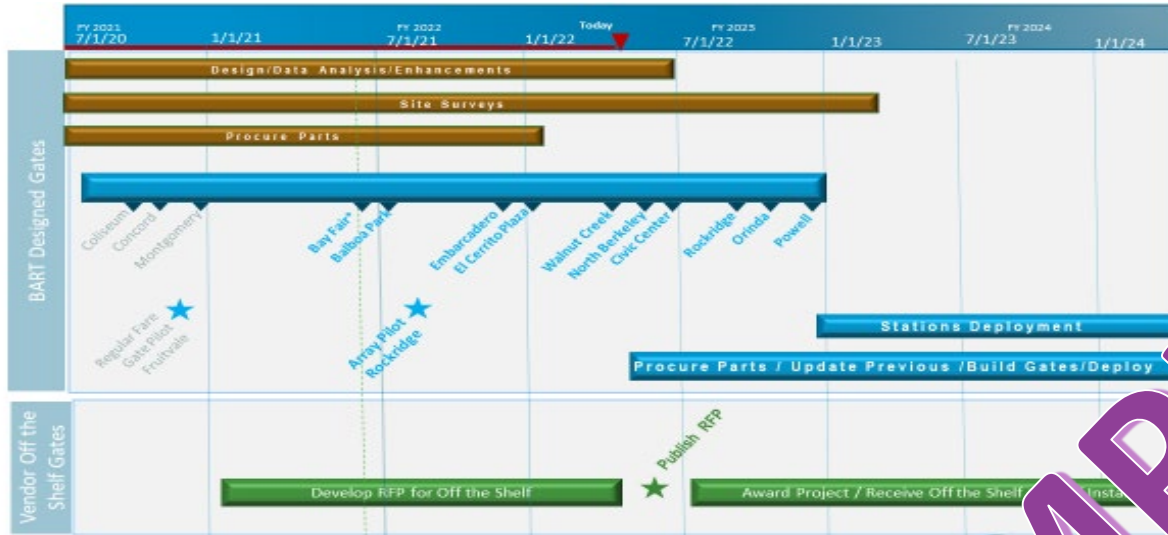 FY 2021
7/1/20
1/1/21
FY 2022
7/1/21
1/1/22
Today
FY 2023
7/1/22
1/1/23
FY 2024
7/1/23
1/1/24
BART Designed Gates
Design/Data Analysis/Enhancements
Site Surveys
Procure Parts
Coliseum
Concord
Montgomery
Bay Fair*
Balboa Park
Embarcadero
El Cerrito Plaza
Walnut Creek
North Berkeley
Civic Center
Rockridge
Orinda
Powell
Regular Fare
Gate Pilot
Fruitvale
Array Pilot
Rockridge
Stations Deployment
Procure Parts / Update Previous /Build Gates/Deploy
Vendor Off the
Shelf Gates
Develop RFP for Off the Shelf
Publish RFP
Award Project / Receive Off the Shelf